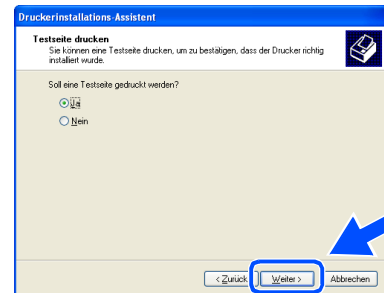 Druckerinstallations-Assistent
Testseite drucken
Sie können eine Testseite drucken, um zu bestätigen, dass der Drucker richtig
installiert wurde.
Soll eine Testseite gedruckt werden?
Ja
Nein
< Zurück
Weiter >
Abbrechen